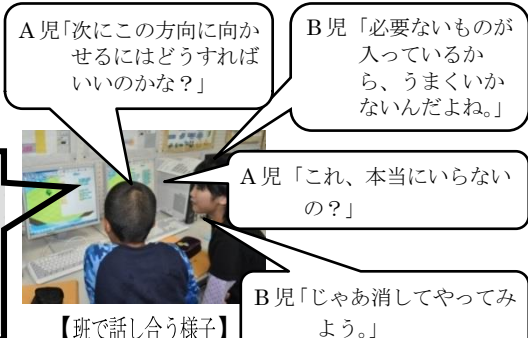 A児「次にこの方向に向か
せるにはどうすれば
いいのかな？」
B児「必要ないものが
入っているか
ら、うまくいか
ないんだよね。」
A児「これ、本当にいらない
の？」
B児「じゃあ消してやってみ
よう。」
【班で話し合う様子】